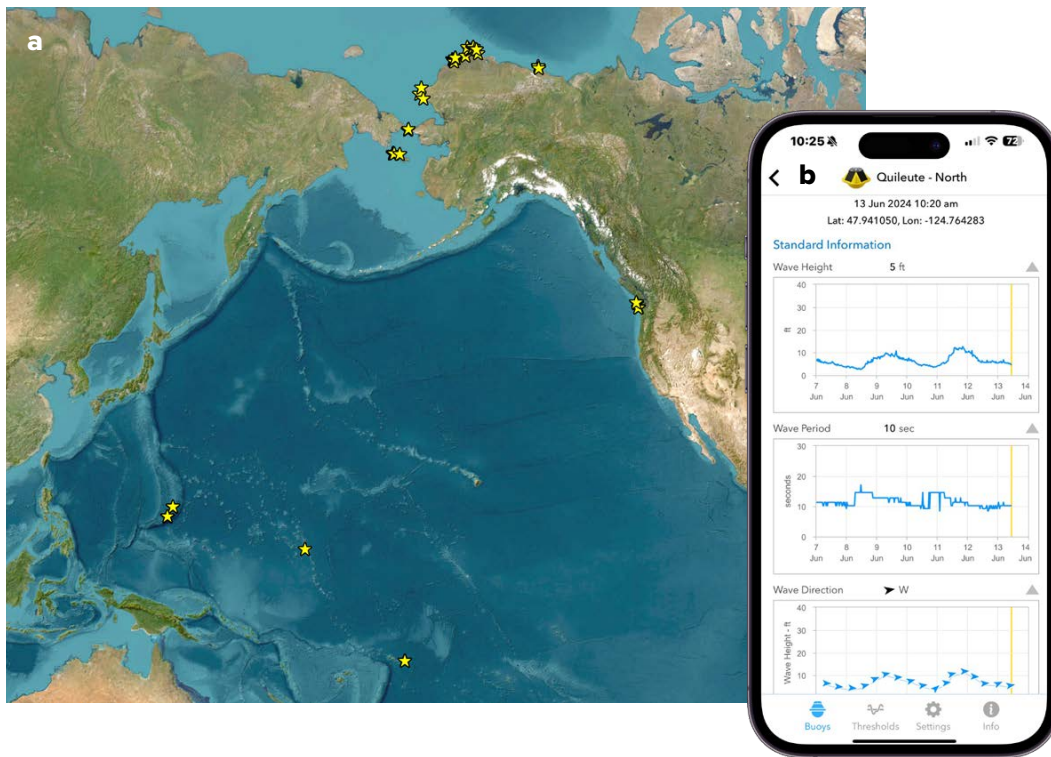 a
10:25
72
b
Quileute - North
13 Jun 2024 10:20 am
Lat: 47.941050, Lon: -124.764283
Standard Information
Wave Height 5 ft
40
30
20
10
0
ft
7 8 9 10 11 12 13 14
Jun Jun Jun Jun Jun Jun Jun Jun
Wave Period 10 sec
30
20
10
0
seconds
7 8 9 10 11 12 13 14
Jun Jun Jun Jun Jun Jun Jun Jun
Wave Direction W
40
30
20
10
Wave Height - ft
Buoys Thresholds Settings Info